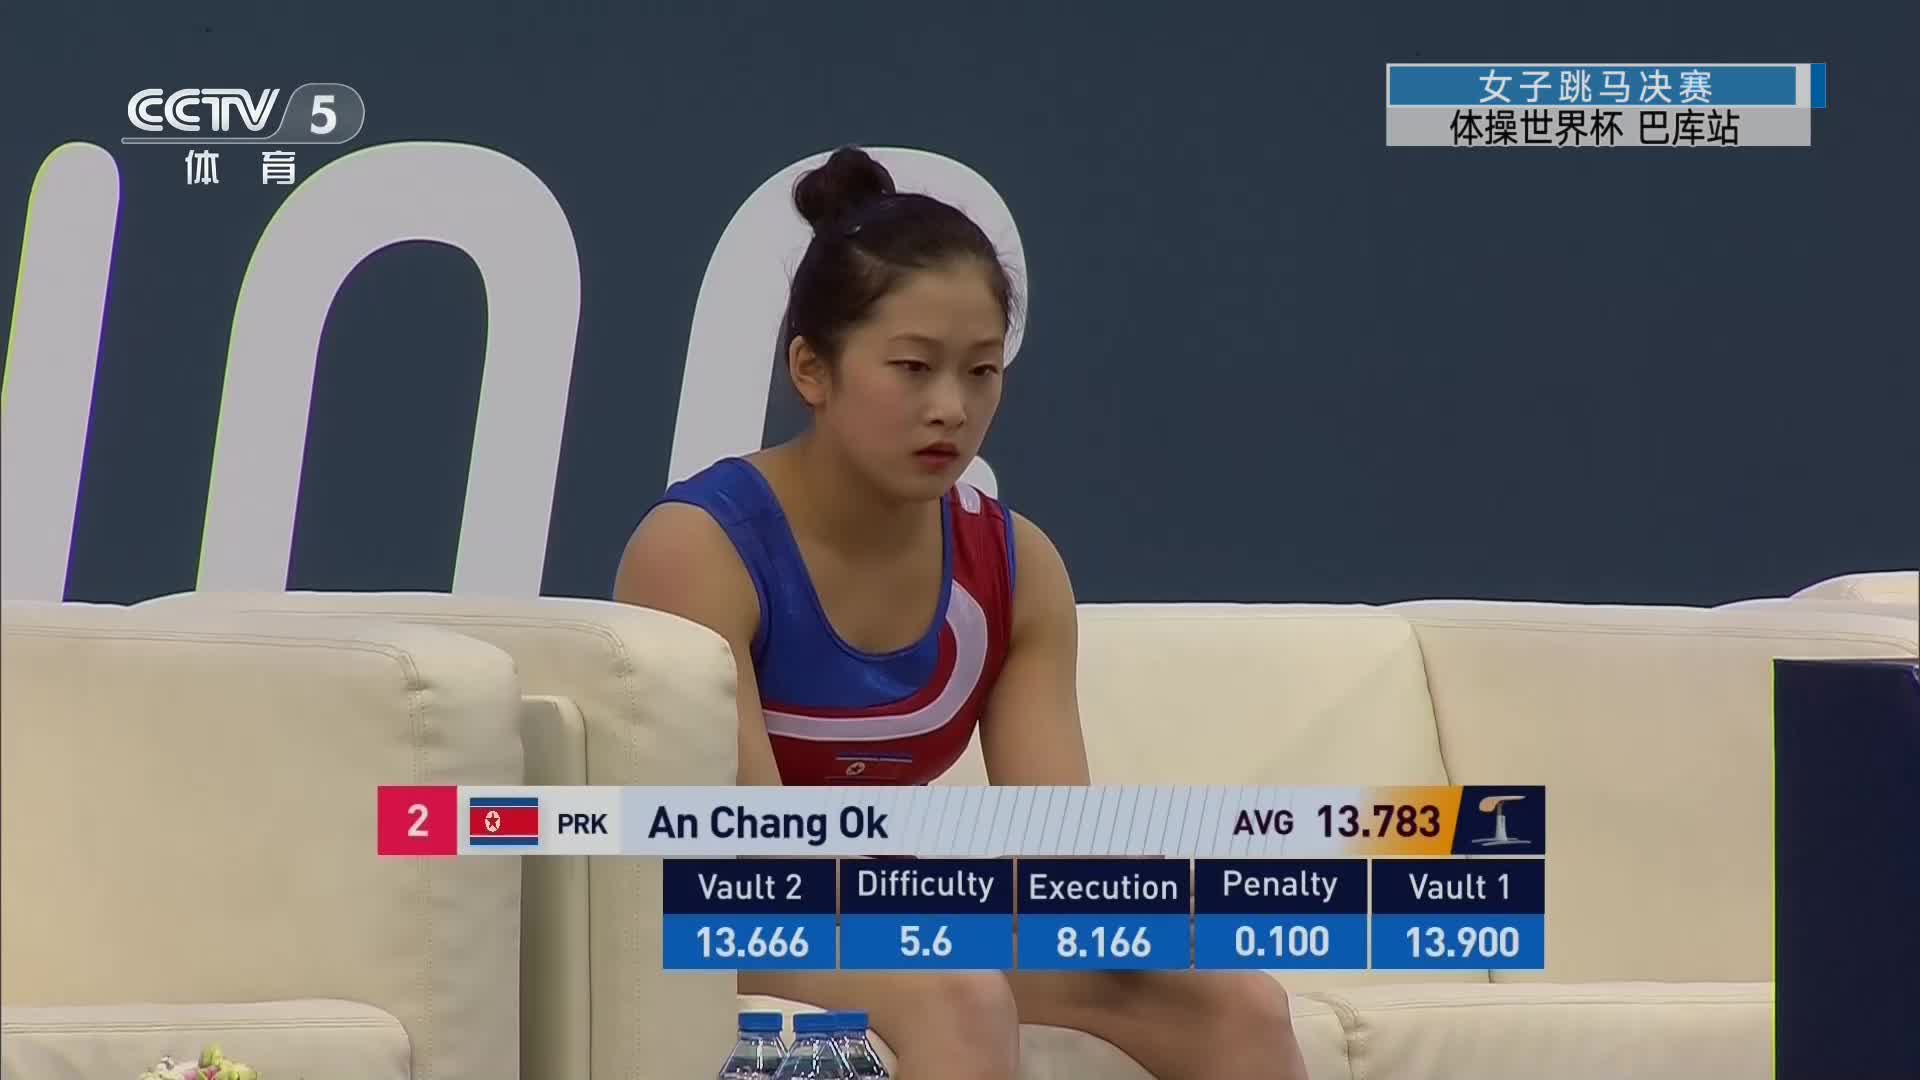 CCTV 5
体育
女子跳马决赛
体操世界杯 巴库站
2 PRK An Chang Ok AVG 13.783
Vault 2 Difficulty Execution Penalty Vault 1
13.666 5.6 8.166 0.100 13.900